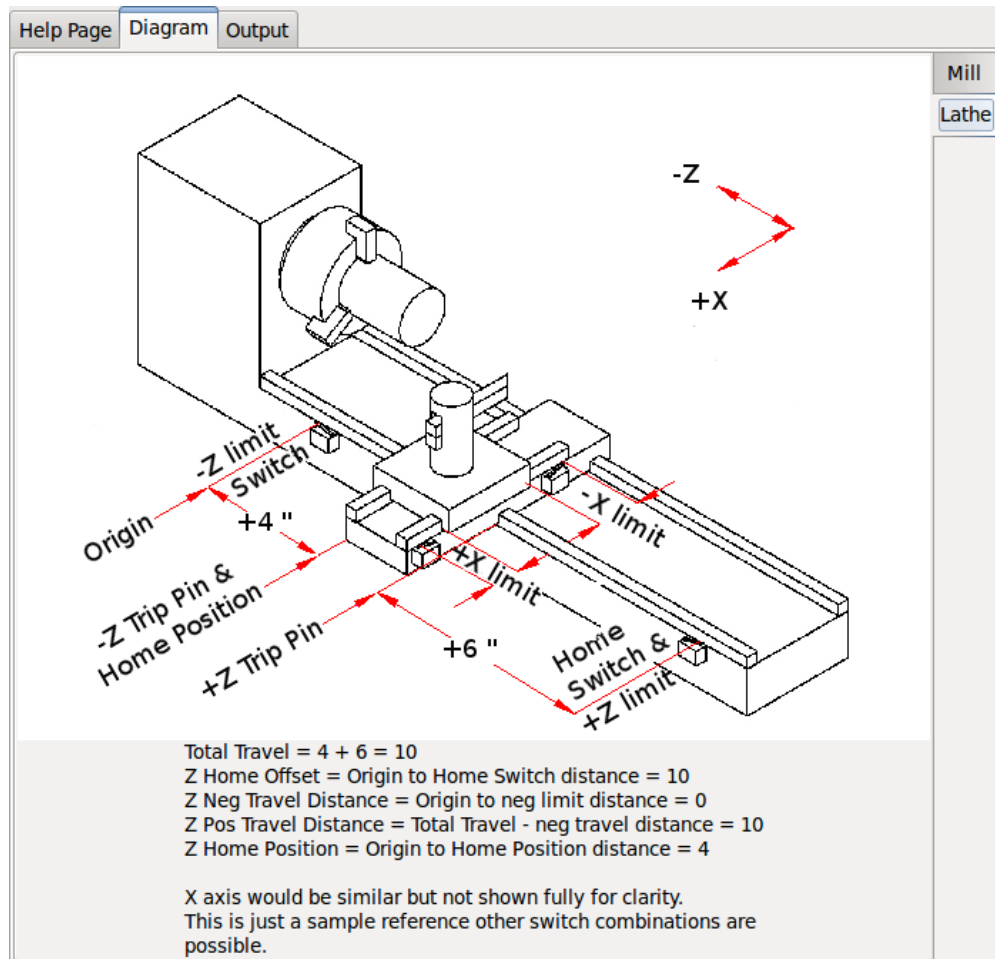 Help Page
Diagram
Output
Mill
Lathe
-Z
+X
-Z limit
Switch
Origin
+4 "
-X limit
+X limit
-Z Trip Pin &
Home Position
+Z Trip Pin
+6 "
Home
Switch &
+Z limit
Total Travel = 4 + 6 = 10
Z Home Offset = Origin to Home Switch distance = 10
Z Neg Travel Distance = Origin to neg limit distance = 0
Z Pos Travel Distance = Total Travel - neg travel distance = 10
Z Home Position = Origin to Home Position distance = 4
X axis would be similar but not shown fully for clarity.
This is just a sample reference other switch combinations are
possible.